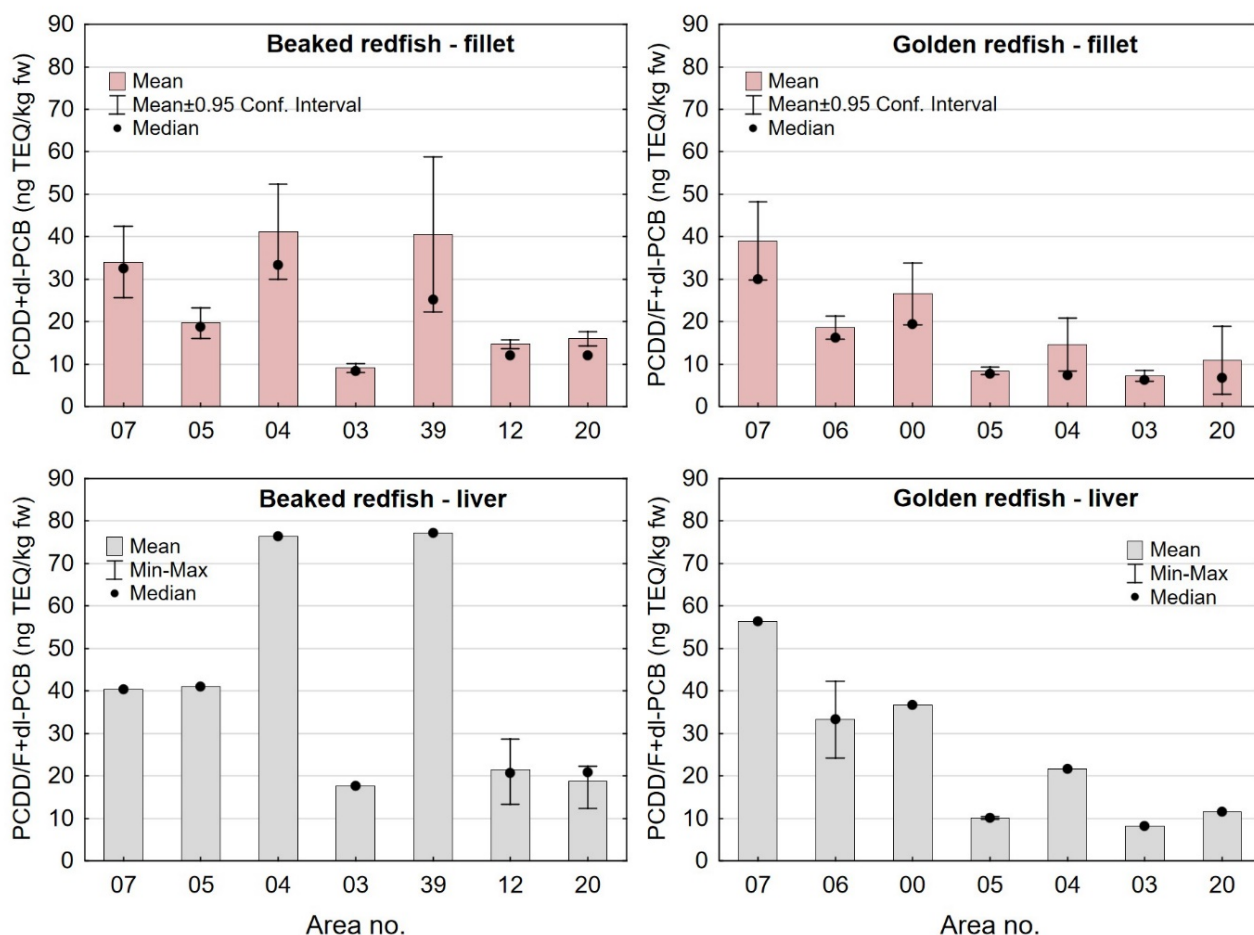 Beaked redfish - fillet
Mean
Mean±0.95 Conf. Interval
Median
PCDD+dl-PCB (ng TEQ/kg fw)
90
80
70
60
50
40
30
20
10
0
07 05 04 03 39 12 20
Golden redfish - fillet
Mean
Mean±0.95 Conf. Interval
Median
PCDD/F+dl-PCB (ng TEQ/kg fw)
90
80
70
60
50
40
30
20
10
0
07 06 00 05 04 03 20
Beaked redfish - liver
Mean
Min-Max
Median
PCDD/F+dl-PCB (ng TEQ/kg fw)
90
80
70
60
50
40
30
20
10
0
07 05 04 03 39 12 20
Area no.
Golden redfish - liver
Mean
Min-Max
Median
PCDD/F+dl-PCB (ng TEQ/kg fw)
90
80
70
60
50
40
30
20
10
0
07 06 00 05 04 03 20
Area no.